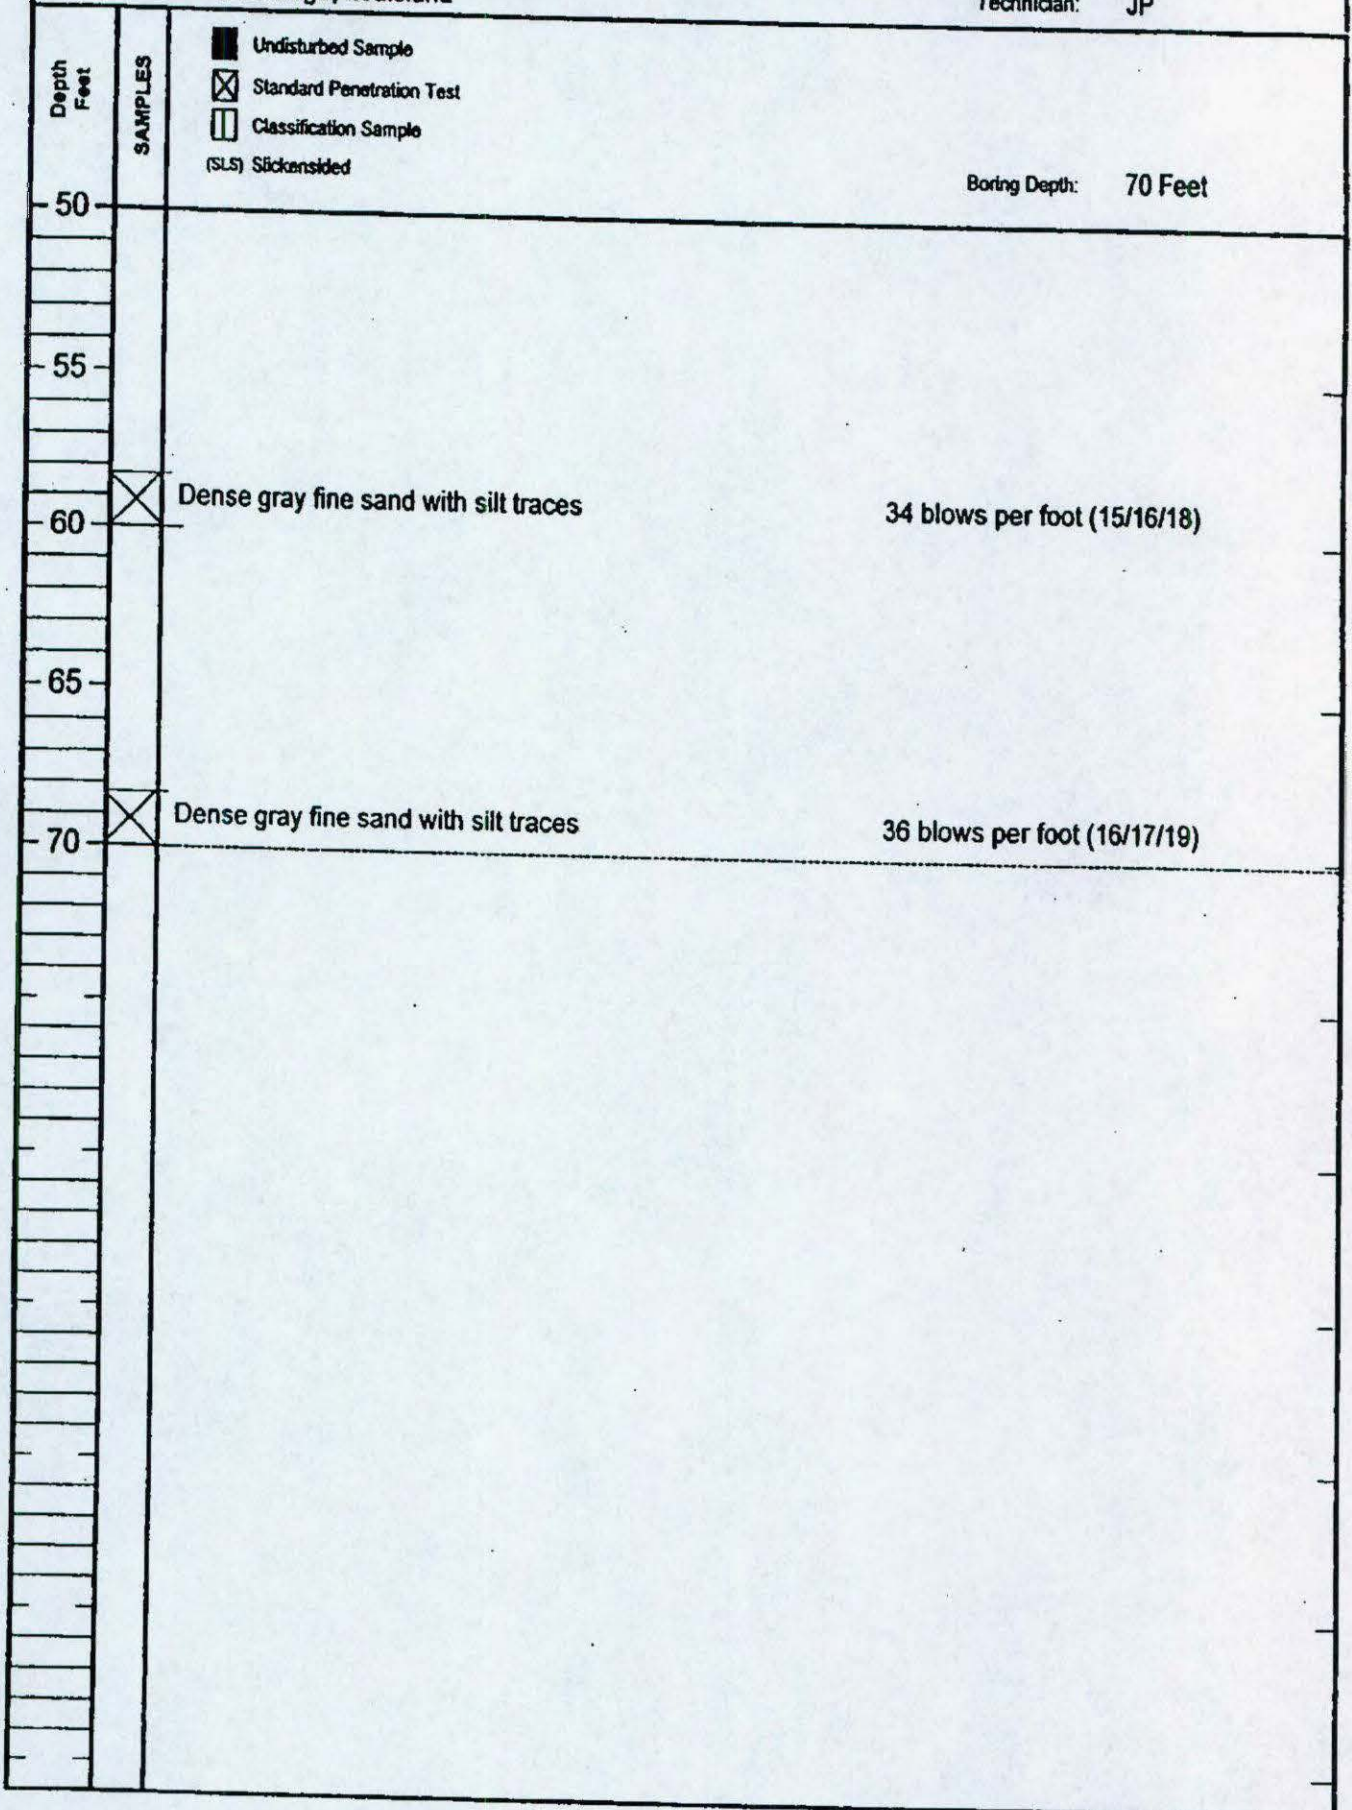 Technician: JP
Depth
Feet
SAMPLES
Undisturbed Sample
Standard Penetration Test
Classification Sample
(SLS) Slickensided
Boring Depth: 70 Feet
50
55
Dense gray fine sand with silt traces 34 blows per foot (15/16/18)
60
65
Dense gray fine sand with silt traces 36 blows per foot (16/17/19)
70